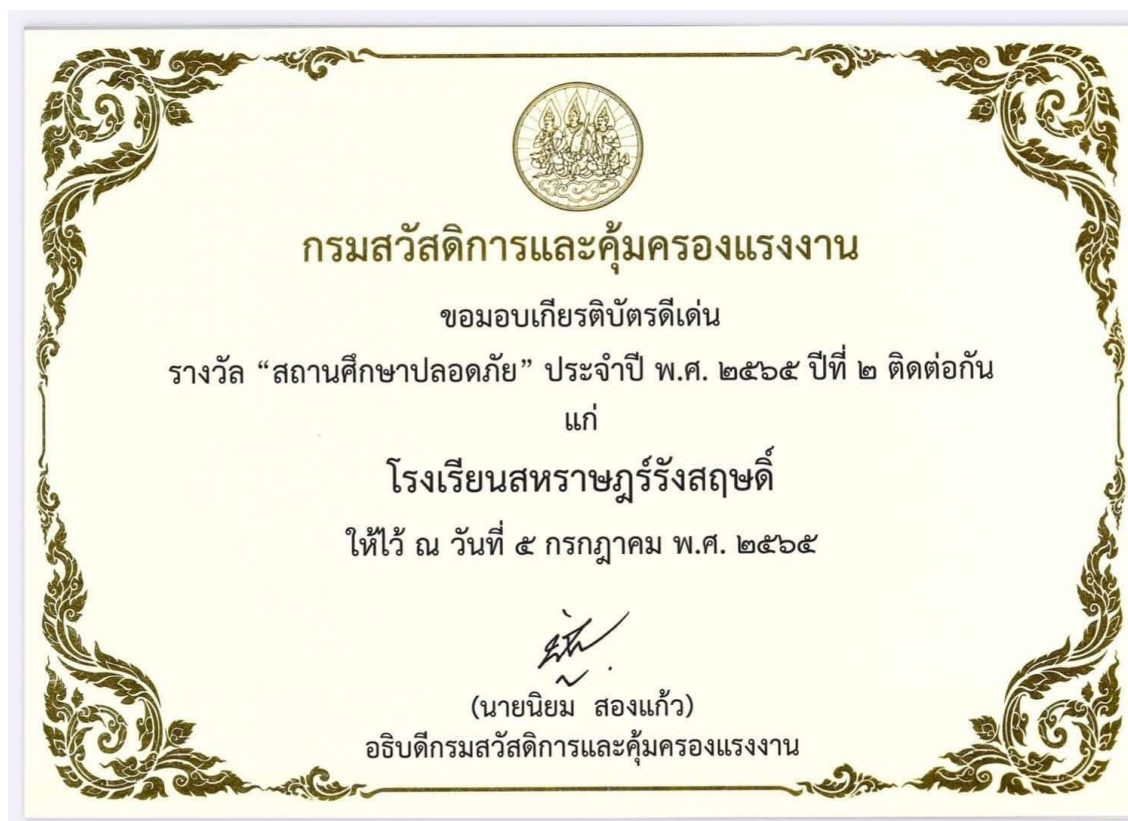 กรมสวัสดิการและคุ้มครองแรงงาน
ขอมอบเกียรติบัตรดีเด่น
รางวัล “สถานศึกษาปลอดภัย” ประจำปี พ.ศ. ๒๕๖๕ ปีที่ ๒ ติดต่อกัน
แก่
โรงเรียนสหราษฎร์รังสฤษดิ์
ให้ไว้ ณ วันที่ ๕ กรกฎาคม พ.ศ. ๒๕๖๕
(นายนิยม สองแก้ว)
อธิบดีกรมสวัสดิการและคุ้มครองแรงงาน